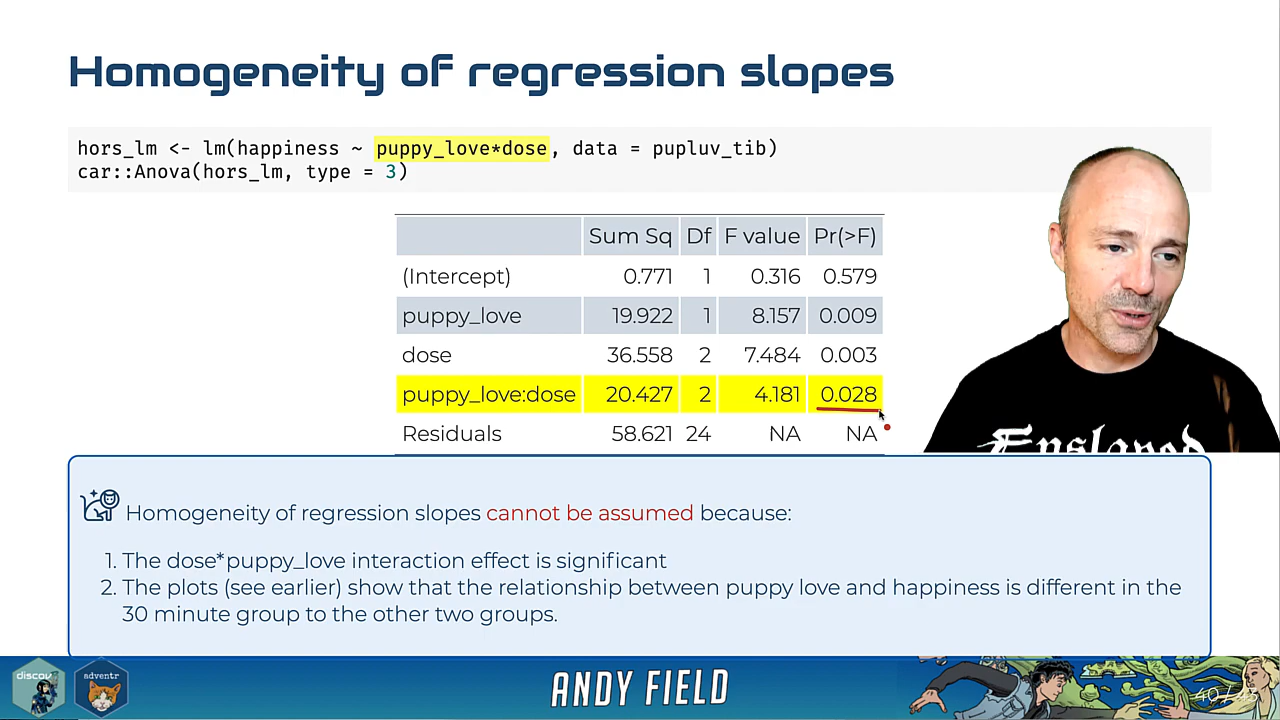 Homogeneity of regression slopes
hors_lm <- lm(happiness ~ puppy_love*dose, data = pupluv_tib)
car::Anova(hors_lm, type = 3)
Sum Sq Df F value Pr(>F)
(Intercept) 0.771 1 0.316 0.579
puppy_love 19.922 1 8.157 0.009
dose 36.558 2 7.484 0.003
puppy_love:dose 20.427 2 4.181 0.028
Residuals 58.621 24 NA NA
Enslaved
Homogeneity of regression slopes cannot be assumed because:
1. The dose*puppy_love interaction effect is significant
2. The plots (see earlier) show that the relationship between puppy love and happiness is different in the
30 minute group to the other two groups.
discov
adventr
ANDY FIELD
40 / 43